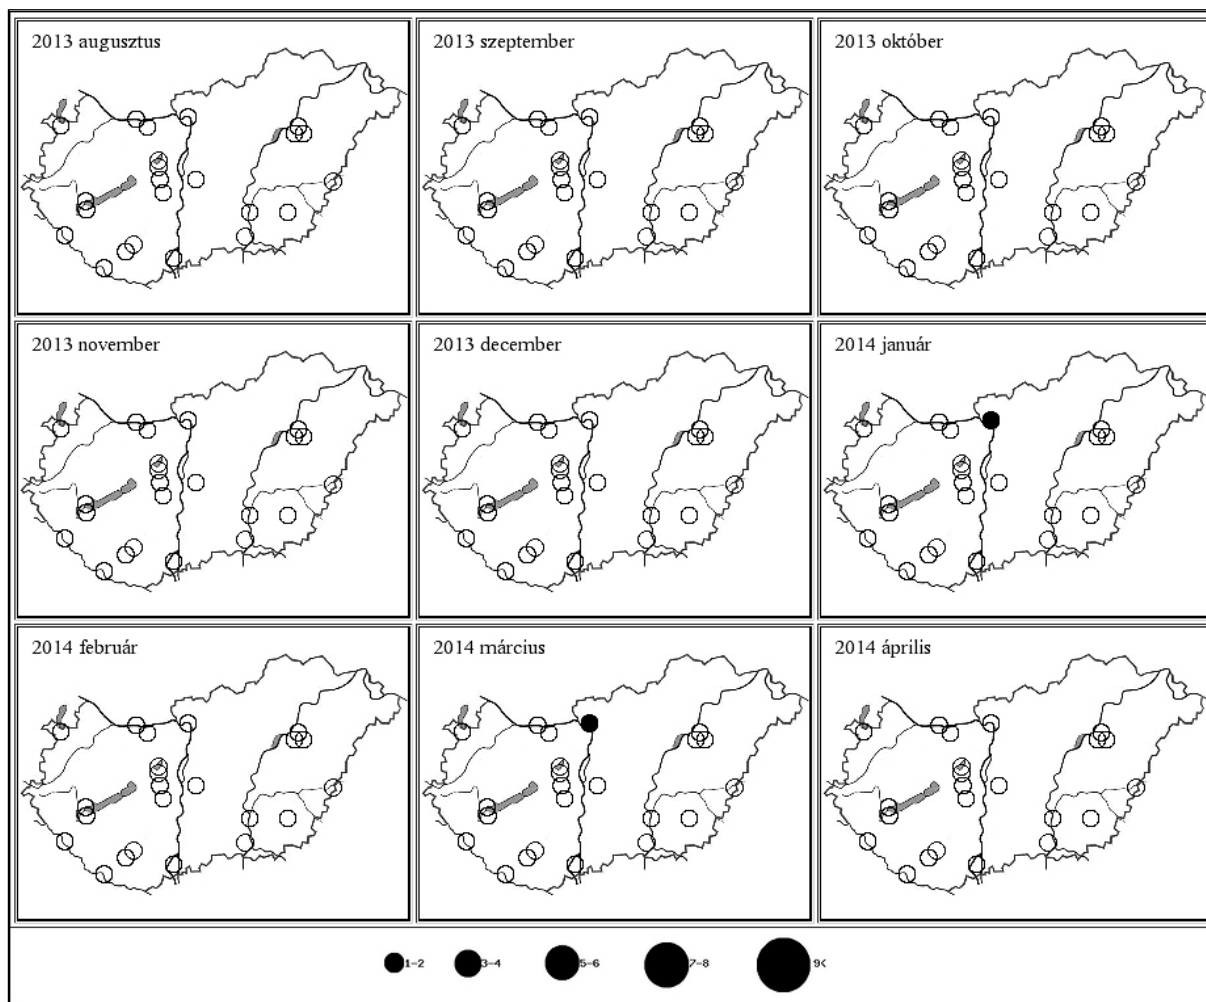 2013 augusztus
2013 szeptember
2013 október
2013 november
2013 december
2014 január
2014 február
2014 március
2014 április
1-2 3-4 5-6 7-8 9<